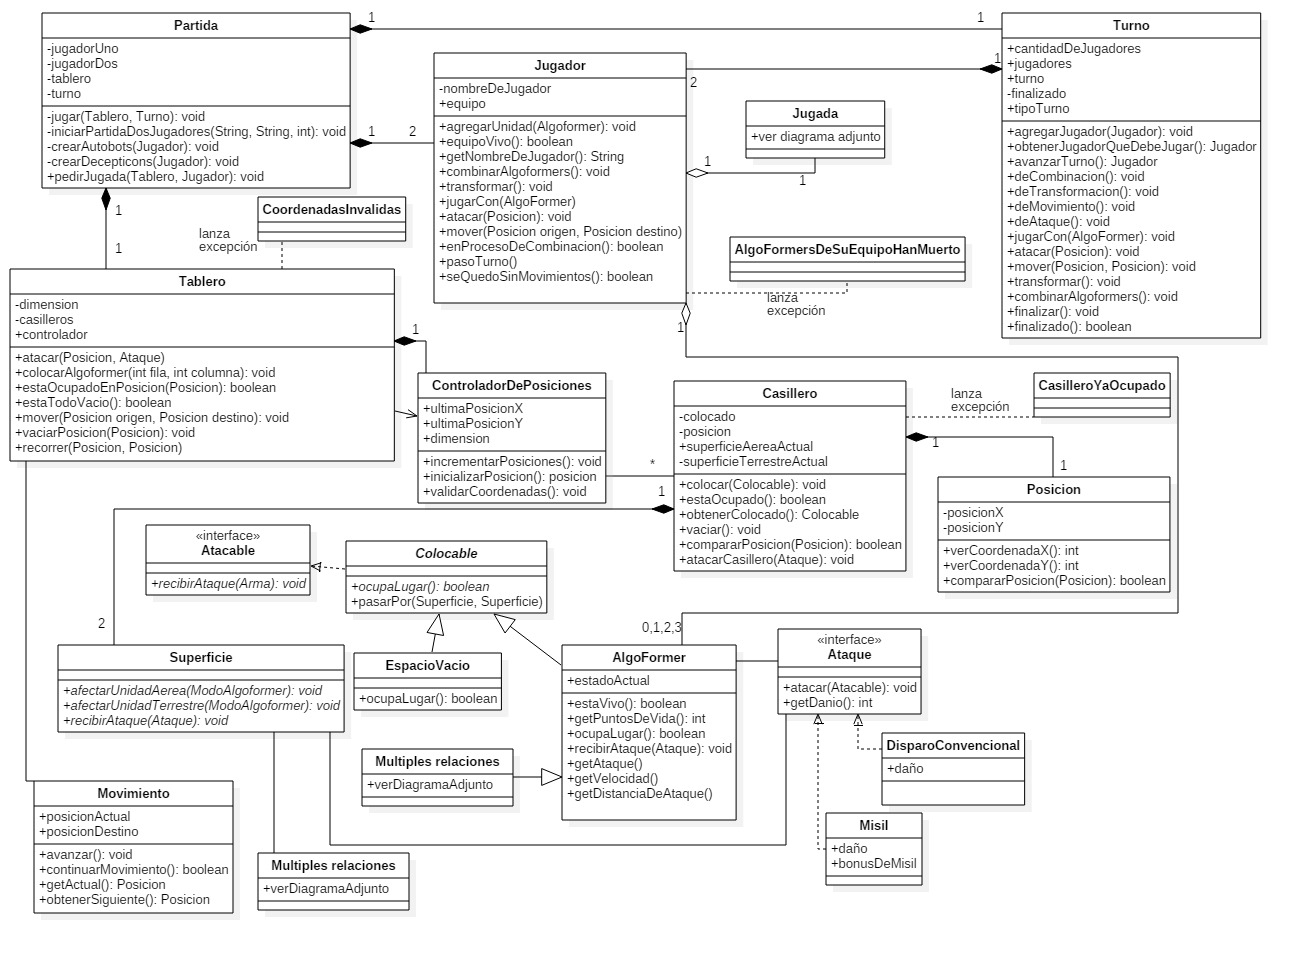 Partida
-jugadorUno
-jugadorDos
-tablero
-turno
-jugar(Tablero, Turno): void
-iniciarPartidaDosJugadores(String, String, int): void
-crearAutobots(Jugador): void
-crearDecepticons(Jugador): void
+pedirJugada(Tablero, Jugador): void
1
1
1
2
1
1
Jugador
-nombreDeJugador
+equipo
+agregarUnidad(Algoformer): void
+equipoVivo(): boolean
+getNombreDeJugador: String
+combinarAlgoformers(): void
+transformar(): void
+jugarCon(AlgoFormer)
+atacar(Posicion): void
+mover(Posicion origen, Posicion destino)
+enProcesoDeCombinacion(): boolean
+pasoTurno()
+seQuedoSinMovimientos(): boolean
2
1
Jugada
+ver diagrama adjunto
1
1
Turno
+cantidadDeJugadores
+jugadores
+turno
-finalizado
+tipoTurno
+agregarJugador(Jugador): void
+obtenerJugadorQueDebeJugar(): Jugador
+avanzarTurno(): Jugador
+deCombinacion(): void
+deTransformacion(): void
+deMovimiento(): void
+deAtaque(): void
+jugarCon(AlgoFormer): void
+atacar(Posicion): void
+mover(Posicion, Posicion): void
+transformar(): void
+combinarAlgoformers(): void
+finalizar(): void
+finalizado(): boolean
CoordenadasInvalidas
lanza
excepción
AlgoFormersDeSuEquipoHanMuerto
lanza
excepción
1
Tablero
-dimension
-casilleros
+controlador
+atacar(Posicion, Ataque)
+colocarAlgoformer(int fila, int columna): void
+estaOcupadoEnPosicion(Posicion): boolean
+estaTodoVacio(): boolean
+mover(Posicion origen, Posicion destino): void
+vaciarPosicion(Posicion): void
+recorrer(Posicion, Posicion)
1
ControladorDePosiciones
+ultimaPosicionX
+ultimaPosicionY
+dimension
+incrementarPosiciones(): void
+inicializarPosicion(): posicion
+validarCoordenadas(): void
*
1
Casillero
-colocado
-posicion
+superficieAereaActual
-superficieTerrestreActual
+colocar(Colocable): void
+estaOcupado(): boolean
+obtenerColocado(): Colocable
+vaciar(): void
+compararPosicion(Posicion): boolean
+atacarCasillero(Ataque): void
lanza
excepción
CasilleroYaOcupado
1
1
Posicion
-posicionX
-posicionY
+verCoordenadaX(): int
+verCoordenadaY(): int
+compararPosicion(Posicion): boolean
«interface»
Atacable
+recibirAtaque(Arma): void
Colocable
+ocupaLugar(): boolean
+pasarPor(Superficie, Superficie)
2
0,1,2,3
Superficie
+afectarUnidadAerea(ModoAlgoformer): void
+afectarUnidadTerrestre(ModoAlgoformer): void
+recibirAtaque(Ataque): void
EspacioVacio
+ocupaLugar(): boolean
AlgoFormer
+estadoActual
+estaVivo(): boolean
+getPuntosDeVida(): int
+ocupaLugar(): boolean
+recibirAtaque(Ataque): void
+getAtaque()
+getVelocidad()
+getDistanciaDeAtaque()
«interface»
Ataque
+atacar(Atacable): void
+getDanio(): int
DisparoConvencional
+daño
Multiples relaciones
+verDiagramaAdjunto
Misil
+daño
+bonusDeMisil
Movimiento
+posicionActual
+posicionDestino
+avanzar(): void
+continuarMovimiento(): boolean
+getActual(): Posicion
+obtenerSiguiente(): Posicion
Multiples relaciones
+verDiagramaAdjunto